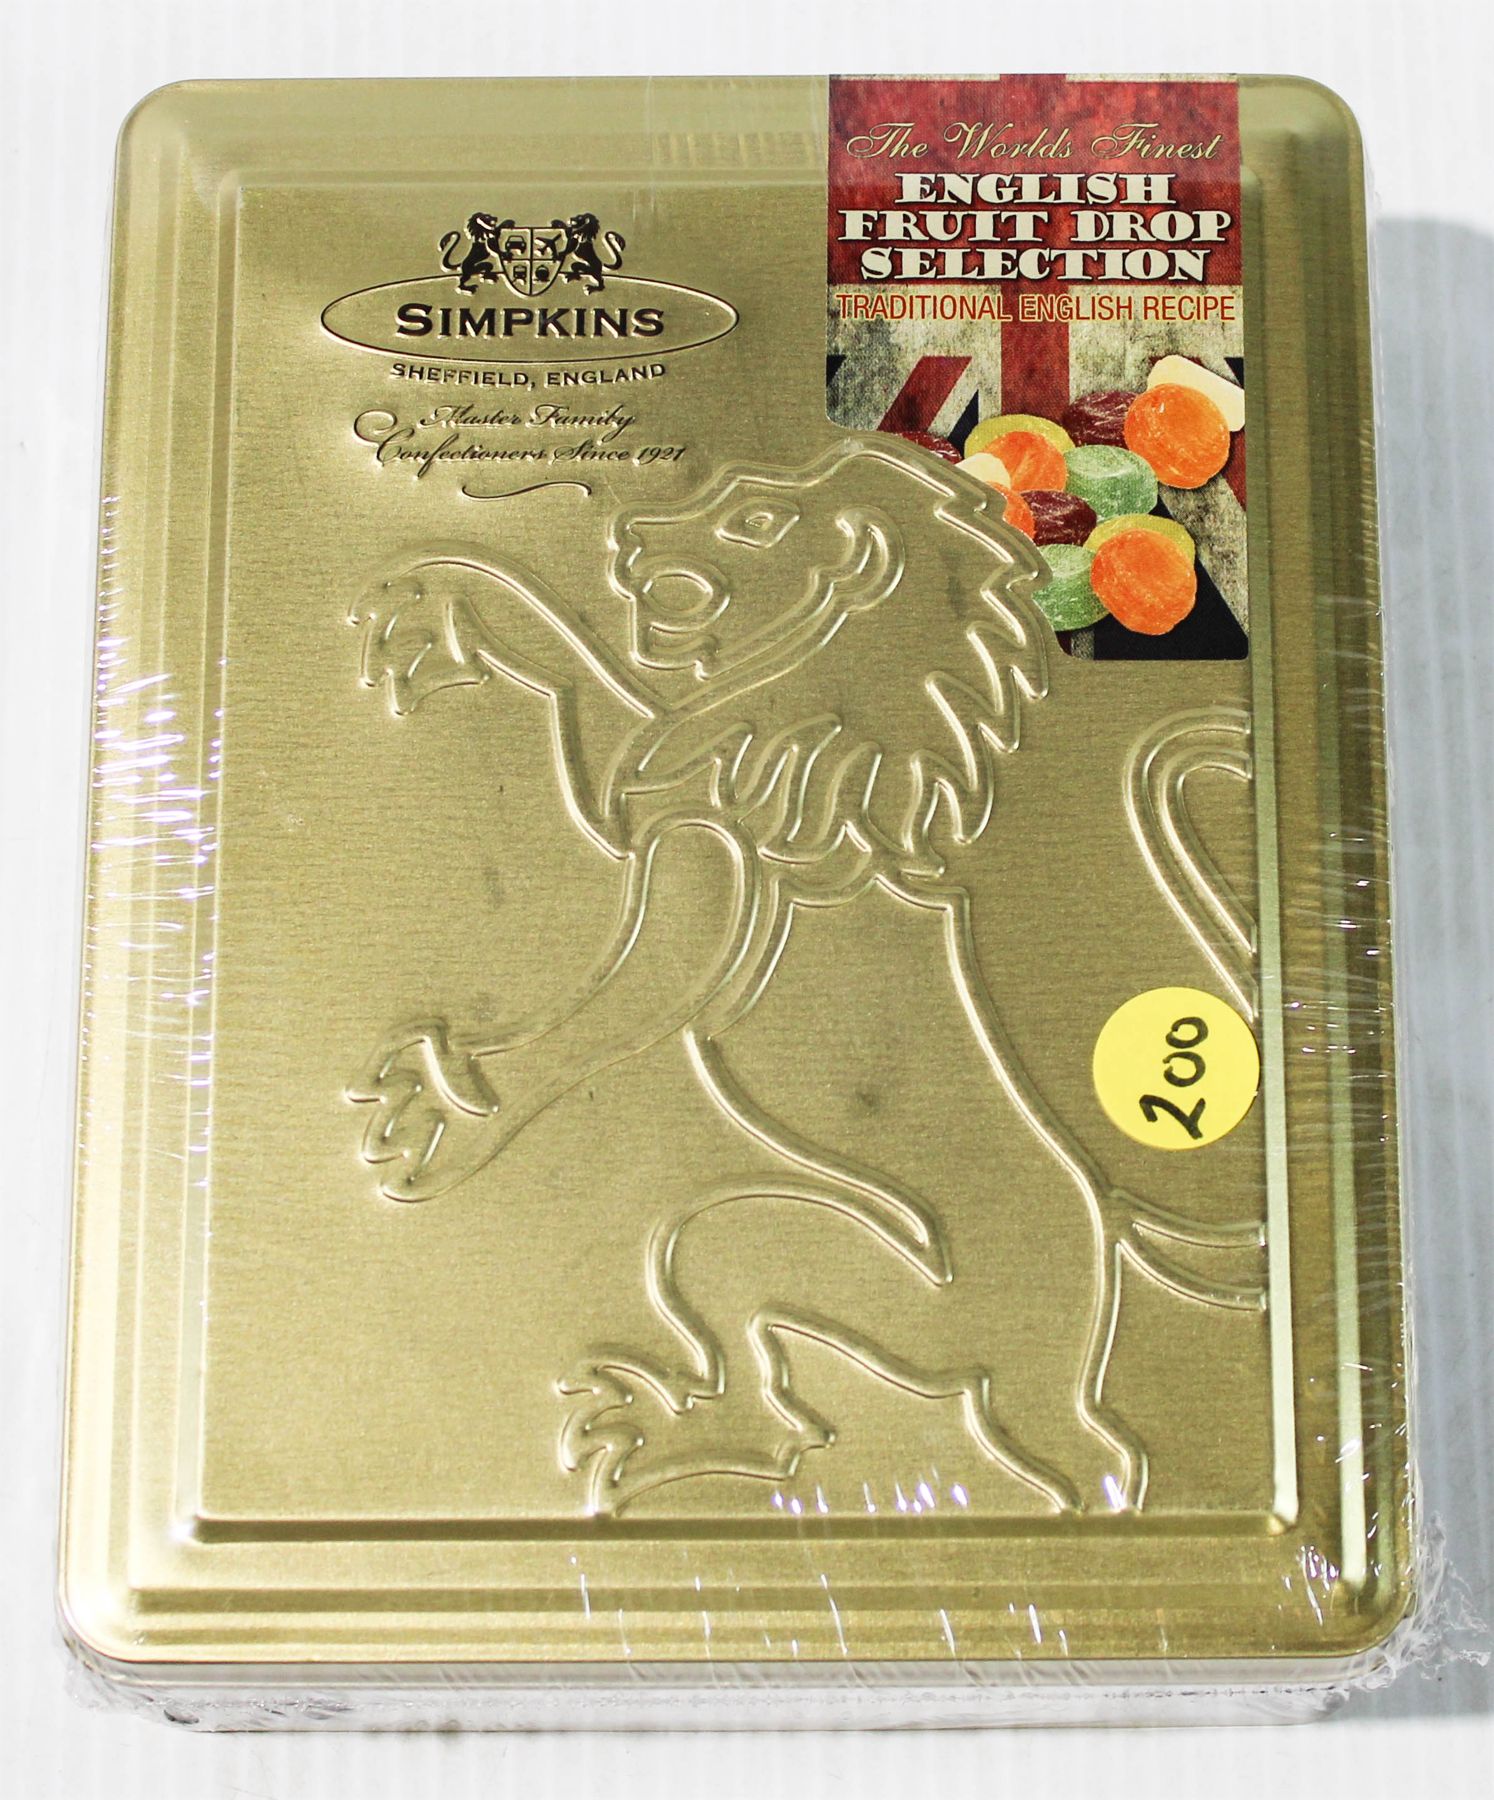 SIMPKINS
SHEFFIELD, ENGLAND
Master Family
Confectioners Since 1921
The Worlds Finest
ENGLISH
FRUIT DROP
SELECTION
TRADITIONAL ENGLISH RECIPE
200